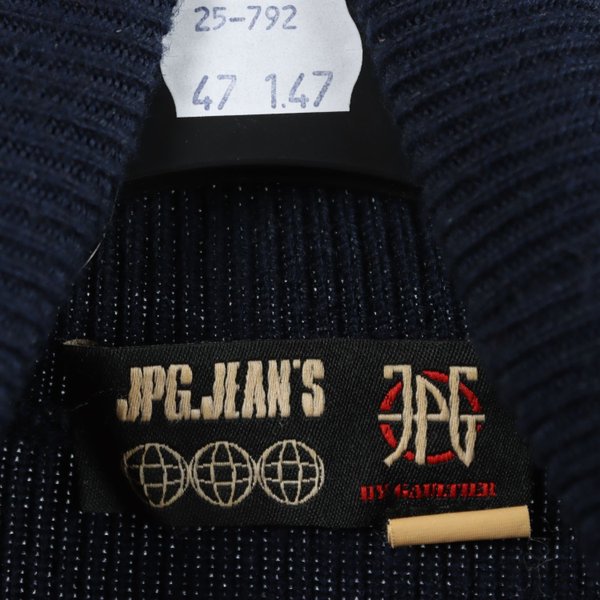 25-792
47 1.47
JPG.JEAN'S
JPG
BY GAULTIER